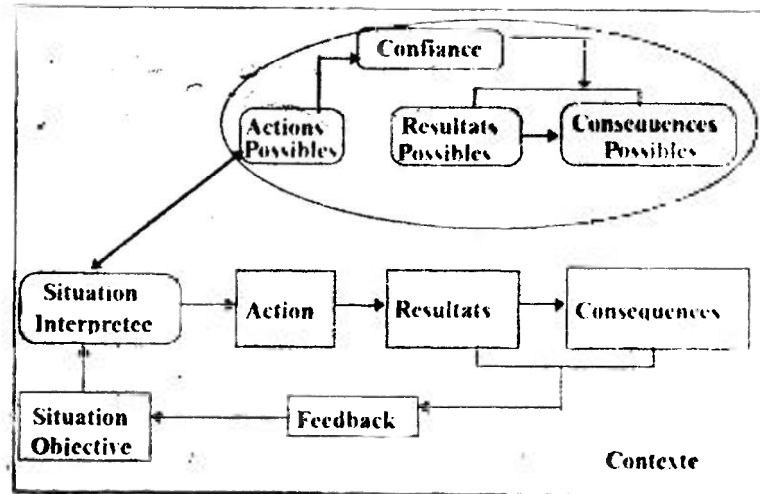 Confiance
Actions
Possibles
Resultats
Possibles
Consequences
Possibles
Situation
Interpretee
Action
Resultats
Consequences
Situation
Objective
Feedback
Contexte